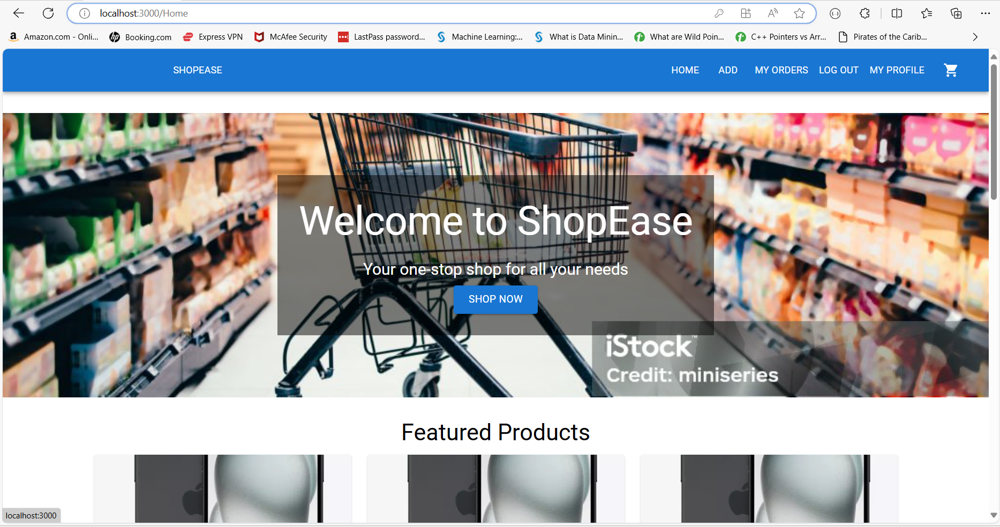 localhost:3000/Home
Amazon.com - Onli... Booking.com Express VPN McAfee Security LastPass password... Machine Learning:... What is Data Minin... What are Wild Poin... C++ Pointers vs Arr... Pirates of the Carib...
SHOPEASE HOME ADD MY ORDERS LOG OUT MY PROFILE
Welcome to ShopEase
Your one-stop shop for all your needs
SHOP NOW
iStock™
Credit: miniseries
Featured Products
localhost:3000